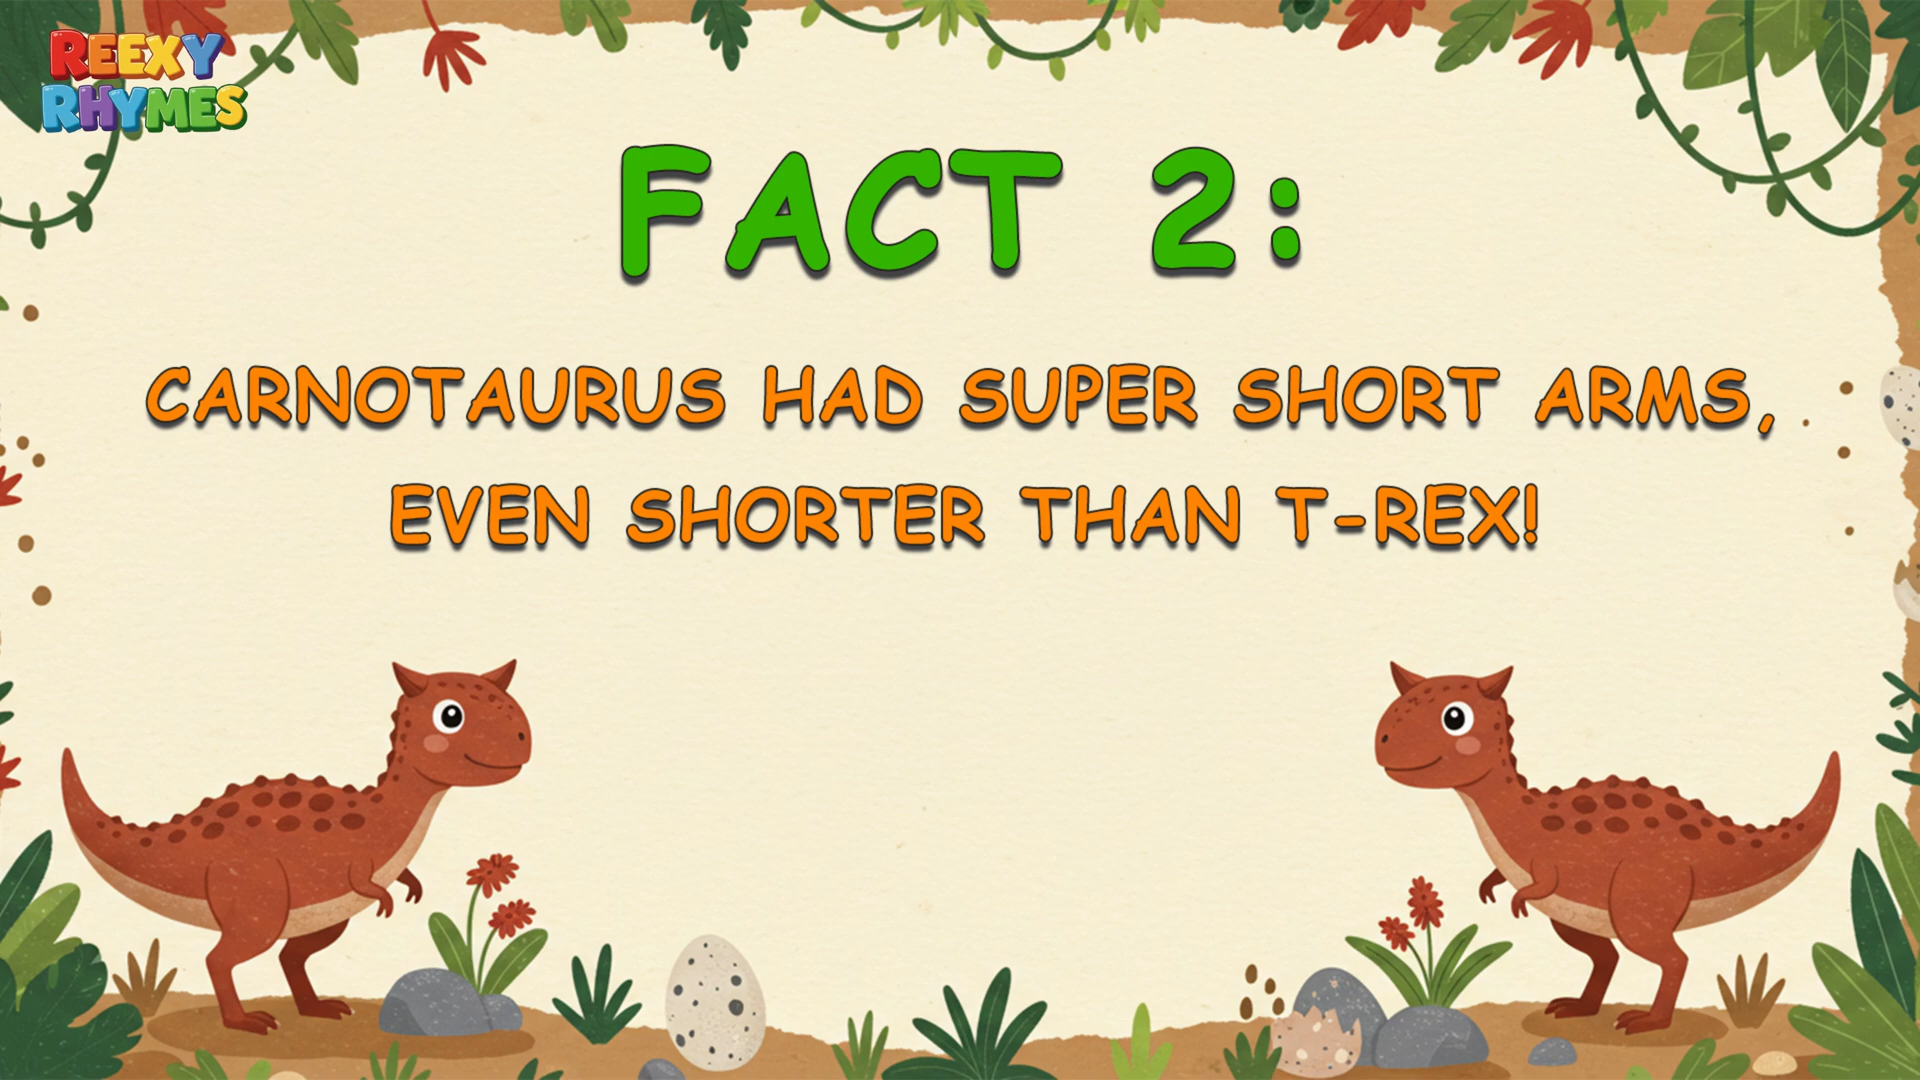 REEXY
RHYMES
FACT 2:
CARNOTAURUS HAD SUPER SHORT ARMS,
EVEN SHORTER THAN T-REX!